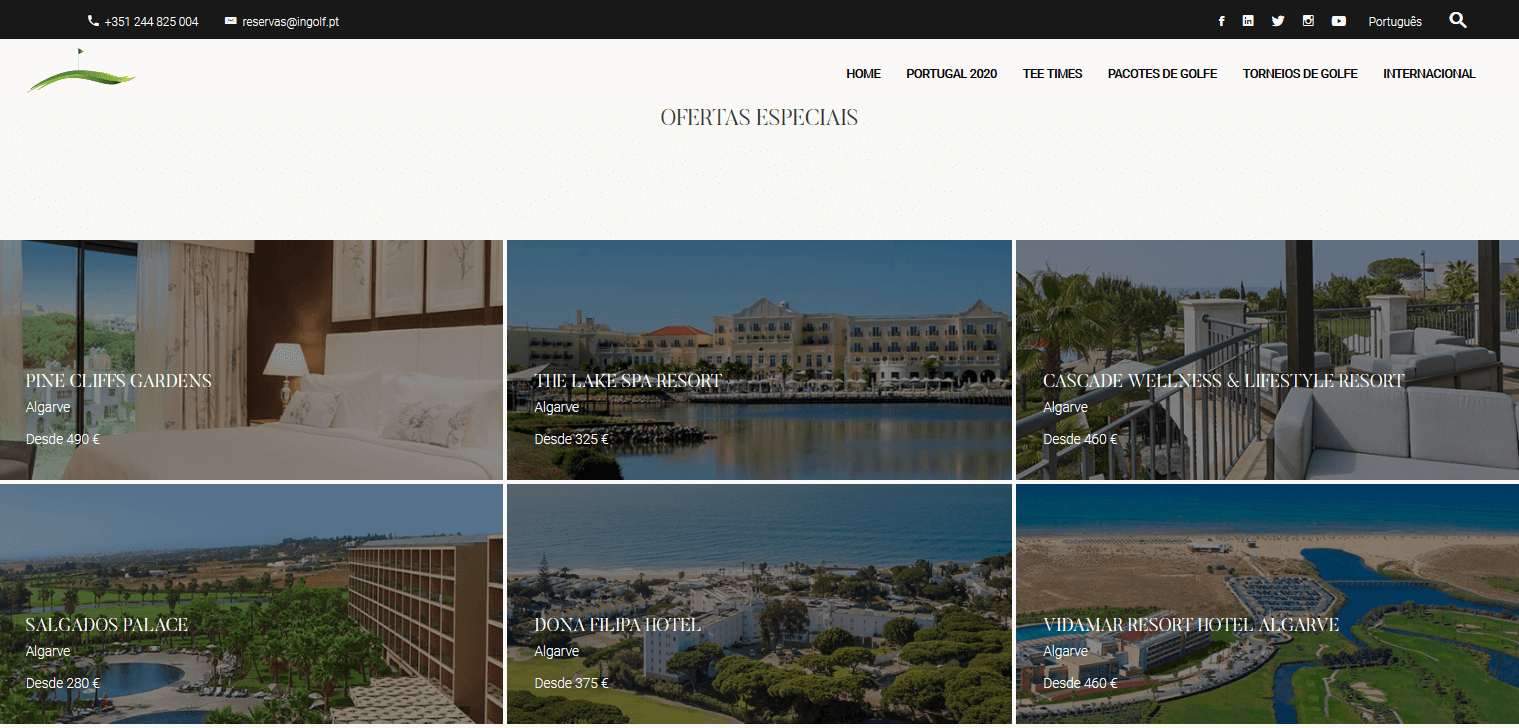 +351 244 825 004 reservas@ingolf.pt Português
HOME PORTUGAL 2020 TEE TIMES PACOTES DE GOLFE TORNEIOS DE GOLFE INTERNACIONAL
OFERTAS ESPECIAIS
PINE CLIFFS GARDENS
Algarve
Desde 490 €
THE LAKE SPA RESORT
Algarve
Desde 325 €
CASCADE WELLNESS & LIFESTYLE RESORT
Algarve
Desde 460 €
SALGADOS PALACE
Algarve
Desde 280 €
DONA FILIPA HOTEL
Algarve
Desde 375 €
VIDAMAR RESORT HOTEL ALGARVE
Algarve
Desde 460 €